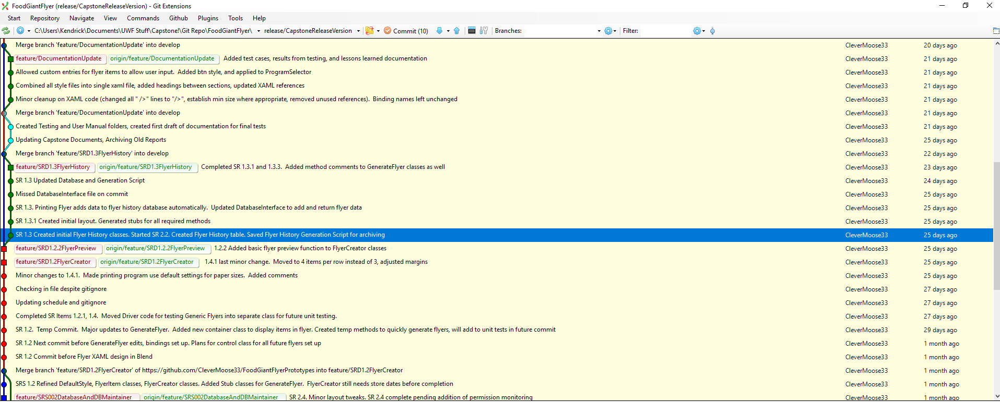 FoodGiantFlyer (release/CapstoneReleaseVersion) - Git Extensions
Start Repository Navigate View Commands Github Plugins Tools Help
C:\Users\Kendrick\Documents\UWF Stuff\Capstone!\Git Repo\FoodGiantFlyer\ release/CapstoneReleaseVersion Commit (10) Branches: Filter:
Merge branch 'feature/DocumentationUpdate' into develop CleverMoose33 20 days ago
feature/DocumentationUpdate origin/feature/DocumentationUpdate Added test cases, results from testing, and lessons learned documentation CleverMoose33 21 days ago
Allowed custom entries for flyer items to allow user input.  Added btn style, and applied to ProgramSelector CleverMoose33 21 days ago
Combined all style files into single xaml file, added headings between sections, updated XAML references CleverMoose33 21 days ago
Minor cleanup on XAML code (changed all " />" lines to "/>", establish min size where appropriate, removed unused references).  Binding names left unchanged CleverMoose33 21 days ago
Merge branch 'feature/DocumentationUpdate' into develop CleverMoose33 21 days ago
Created Testing and User Manual folders, created first draft of documentation for final tests CleverMoose33 21 days ago
Updating Capstone Documents, Archiving Old Reports CleverMoose33 25 days ago
Merge branch 'feature/SRD1.3FlyerHistory' into develop CleverMoose33 22 days ago
feature/SRD1.3FlyerHistory origin/feature/SRD1.3FlyerHistory Completed SR 1.3.1 and 1.3.3.  Added method comments to GenerateFlyer classes as well CleverMoose33 23 days ago
SR 1.3 Updated Database and Generation Script CleverMoose33 24 days ago
Missed DatabaseInterface file on commit CleverMoose33 25 days ago
SR 1.3. Printing Flyer adds data to flyer history database automatically.  Updated DatabaseInterface to add and return flyer data CleverMoose33 25 days ago
SR 1.3.1 Created initial layout. Generated stubs for all required methods CleverMoose33 25 days ago
SR 1.3 Created initial Flyer History classes. Started SR 2.2. Created Flyer History table. Saved Flyer History Generation Script for archiving CleverMoose33 25 days ago
feature/SRD1.2.2FlyerPreview origin/feature/SRD1.2.2FlyerPreview 1.2.2 Added basic flyer preview function to FlyerCreator classes CleverMoose33 25 days ago
feature/SRD1.2FlyerCreator origin/feature/SRD1.2FlyerCreator 1.4.1 last minor change.  Moved to 4 items per row instead of 3, adjusted margins CleverMoose33 25 days ago
Minor changes to 1.4.1.  Made printing program use default settings for paper sizes.  Added comments CleverMoose33 25 days ago
Checking in file despite gitignore CleverMoose33 27 days ago
Updating schedule and gitignore CleverMoose33 27 days ago
Completed SR Items 1.2.1, 1.4.  Moved Driver code for testing Generic Flyers into separate class for future unit testing. CleverMoose33 27 days ago
SR 1.2.  Temp Commit.  Major updates to GenerateFlyer.  Added new container class to display items in flyer. Created temp methods to quickly generate flyers, will add to unit tests in future commit CleverMoose33 29 days ago
SR 1.2 Next commit before GenerateFlyer edits, bindings set up. Plans for control class for all future flyers set up CleverMoose33 1 month ago
SR 1.2 Commit before Flyer XAML design in Blend CleverMoose33 1 month ago
Merge branch 'feature/SRD1.2FlyerCreator' of https://github.com/CleverMoose33/FoodGiantFlyerPrototypes into feature/SRD1.2FlyerCreator CleverMoose33 1 month ago
SRS 1.2 Refined DefaultStyle, FlyerItem classes, FlyerCreator classes. Added Stub classes for GenerateFlyer.  FlyerCreator still needs store dates before completion CleverMoose33 1 month ago
feature/SRS002DatabaseAndDBMaintainer origin/feature/SRS002DatabaseAndDBMaintainer SR 2.4. Minor layout tweaks. SR 2.4 complete pending addition of permission monitoring CleverMoose33 1 month ago